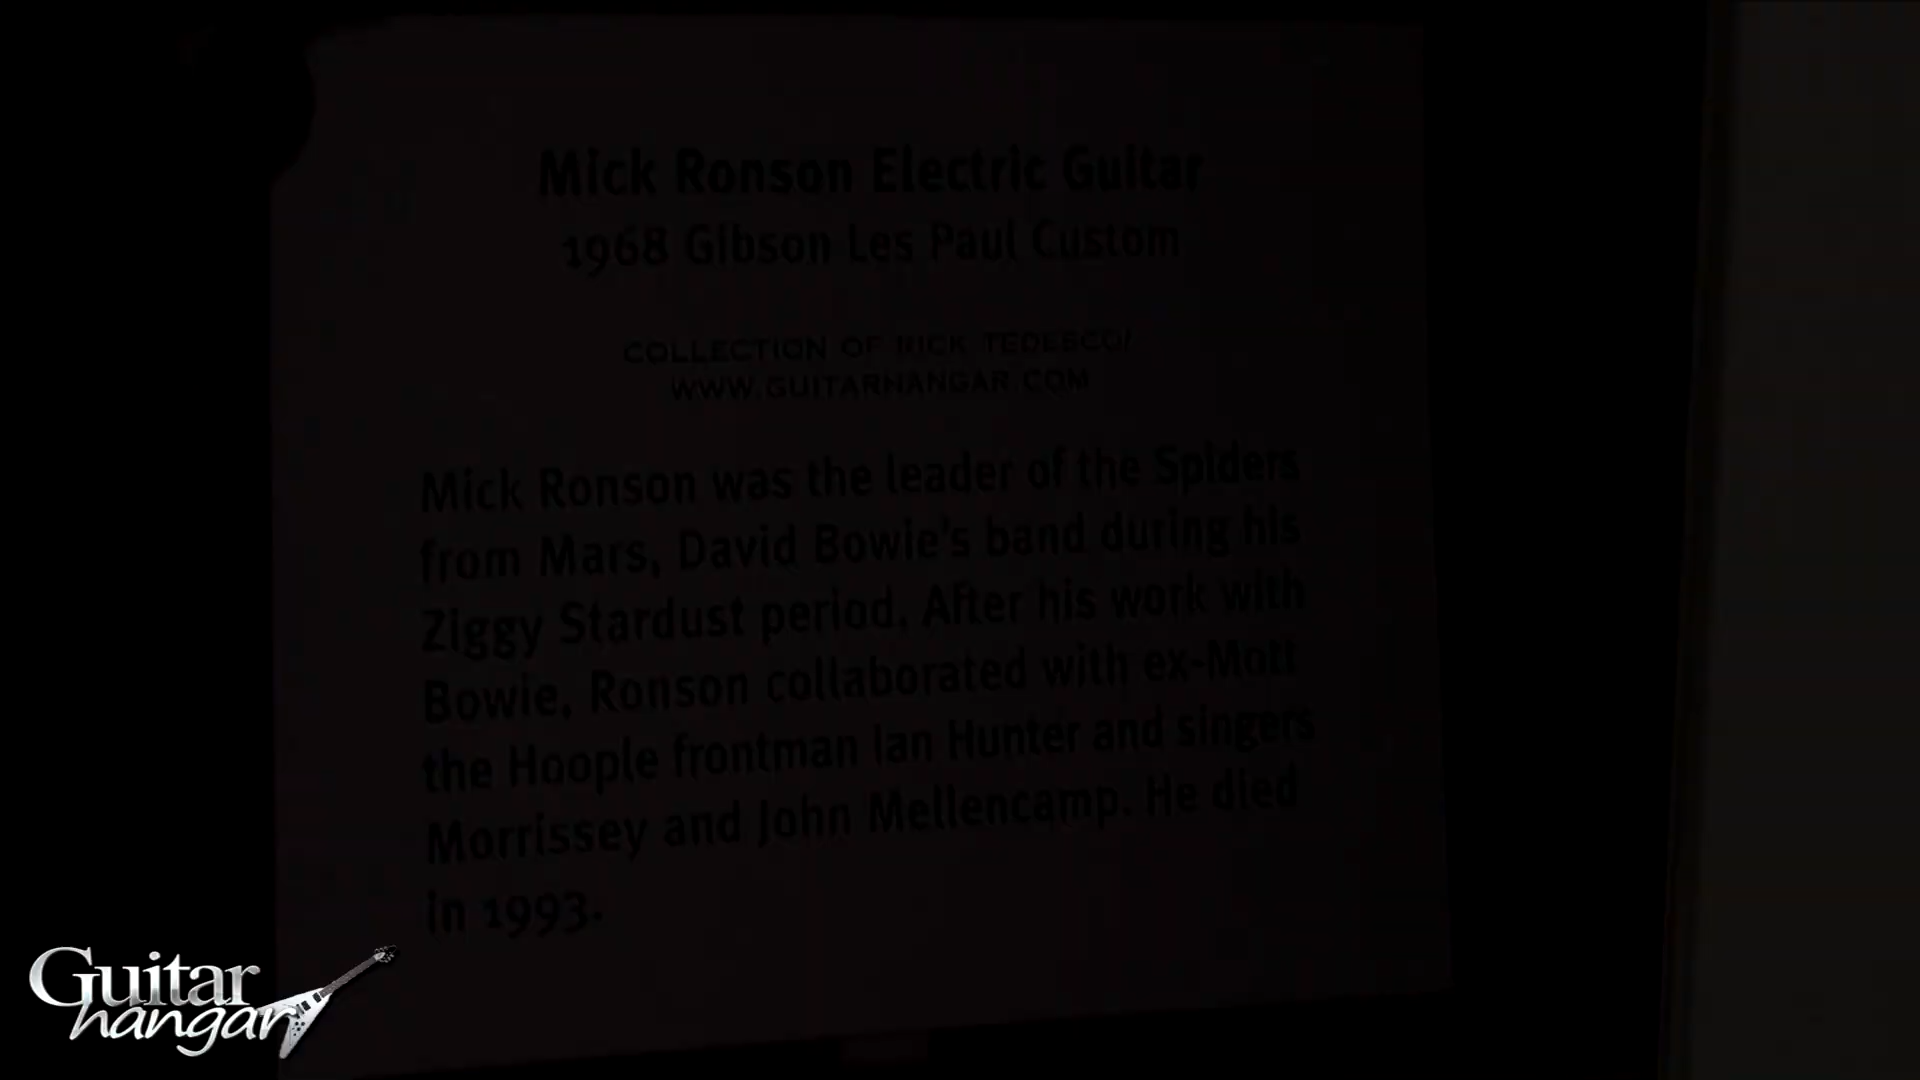 Mick Ronson Electric Guitar
1968 Gibson Les Paul Custom
COLLECTION OF RICK TEDESCO/
WWW.GUITARHANGAR.COM
Mick Ronson was the leader of the Spiders
from Mars, David Bowie's band during his
Ziggy Stardust period. After his work with
Bowie, Ronson collaborated with ex-Mott
the Hoople frontman Ian Hunter and singers
Morrissey and John Mellencamp. He died
in 1993.
Guitar
hangar